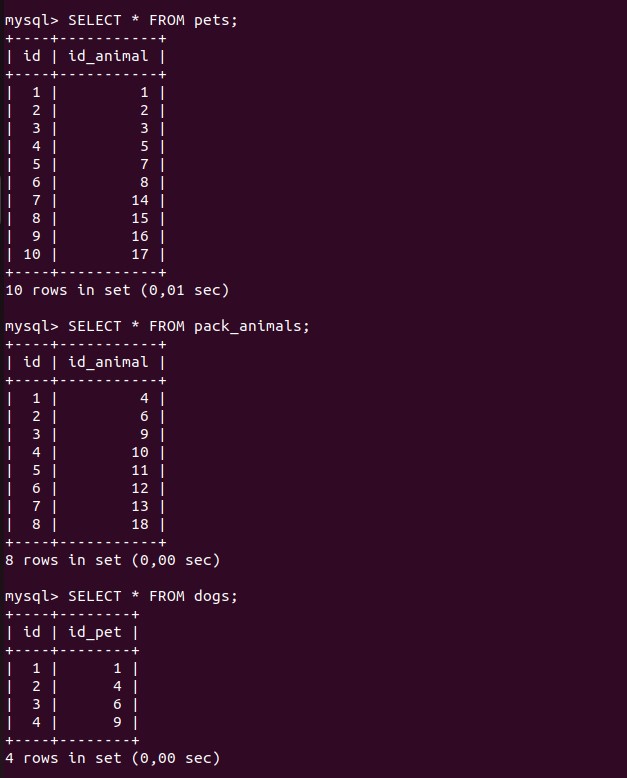 mysql> SELECT * FROM pets;
+----+-----------+
| id | id_animal |
+----+-----------+
|  1 |         1 |
|  2 |         2 |
|  3 |         3 |
|  4 |         5 |
|  5 |         7 |
|  6 |         8 |
|  7 |        14 |
|  8 |        15 |
|  9 |        16 |
| 10 |        17 |
+----+-----------+
10 rows in set (0,01 sec)

mysql> SELECT * FROM pack_animals;
+----+-----------+
| id | id_animal |
+----+-----------+
|  1 |         4 |
|  2 |         6 |
|  3 |         9 |
|  4 |        10 |
|  5 |        11 |
|  6 |        12 |
|  7 |        13 |
|  8 |        18 |
+----+-----------+
8 rows in set (0,00 sec)

mysql> SELECT * FROM dogs;
+----+--------+
| id | id_pet |
+----+--------+
|  1 |      1 |
|  2 |      4 |
|  3 |      6 |
|  4 |      9 |
+----+--------+
4 rows in set (0,00 sec)